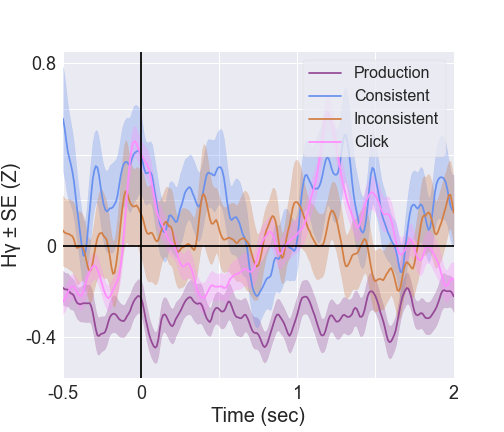 0.8
0
-0.4
-0.5
0
1
2
Hγ ± SE (Z)
Time (sec)
Production
Consistent
Inconsistent
Click